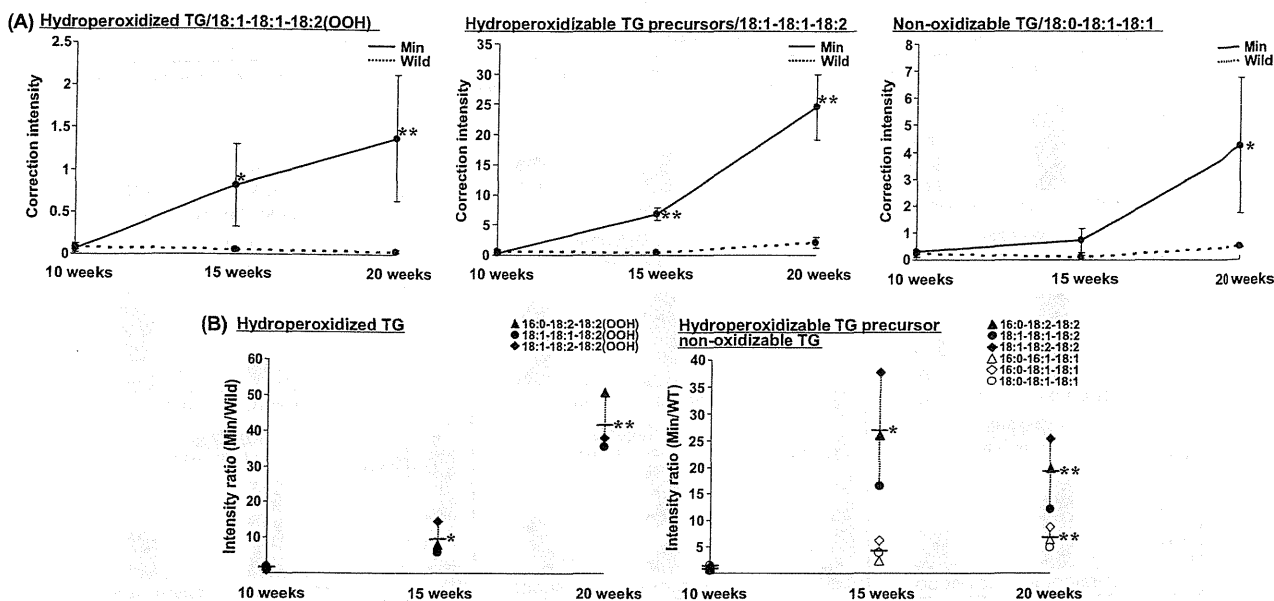 (A) Hydroperoxidized TG/18:1-18:1-18:2(OOH)
Correction intensity
2.5
2
1.5
1
0.5
0
Min
Wild
*
**
10 weeks
15 weeks
20 weeks
Hydroperoxidizable TG precursors/18:1-18:1-18:2
Correction intensity
35
30
25
20
15
10
5
0
Min
Wild
**
**
10 weeks
15 weeks
20 weeks
Non-oxidizable TG/18:0-18:1-18:1
Correction intensity
8
7
6
5
4
3
2
1
0
Min
Wild
*
10 weeks
15 weeks
20 weeks
(B) Hydroperoxidized TG
▲16:0-18:2-18:2(OOH)
●18:1-18:1-18:2(OOH)
◆18:1-18:2-18:2(OOH)
Intensity ratio (Min/Wild)
60
50
40
30
20
10
*
**
10 weeks
15 weeks
20 weeks
Hydroperoxidizable TG precursor
non-oxidizable TG
▲16:0-18:2-18:2
●18:1-18:1-18:2
◆18:1-18:2-18:2
△16:0-16:1-18:1
◇16:0-18:1-18:1
○18:0-18:1-18:1
Intensity ratio (Min/WT)
40
35
30
25
20
15
10
5
*
**
**
10 weeks
15 weeks
20 weeks